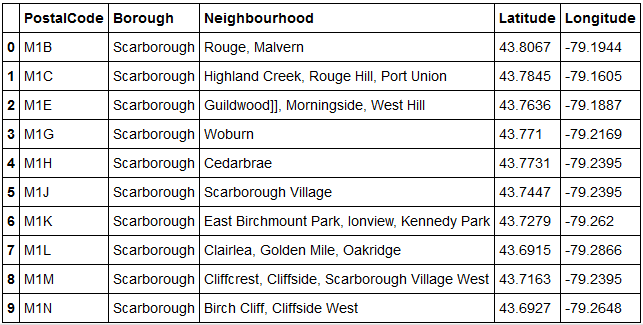 PostalCode Borough Neighbourhood Latitude Longitude
0 M1B Scarborough Rouge, Malvern 43.8067 -79.1944
1 M1C Scarborough Highland Creek, Rouge Hill, Port Union 43.7845 -79.1605
2 M1E Scarborough Guildwood]], Morningside, West Hill 43.7636 -79.1887
3 M1G Scarborough Woburn 43.771 -79.2169
4 M1H Scarborough Cedarbrae 43.7731 -79.2395
5 M1J Scarborough Scarborough Village 43.7447 -79.2395
6 M1K Scarborough East Birchmount Park, Ionview, Kennedy Park 43.7279 -79.262
7 M1L Scarborough Clairlea, Golden Mile, Oakridge 43.6915 -79.2866
8 M1M Scarborough Cliffcrest, Cliffside, Scarborough Village West 43.7163 -79.2395
9 M1N Scarborough Birch Cliff, Cliffside West 43.6927 -79.2648